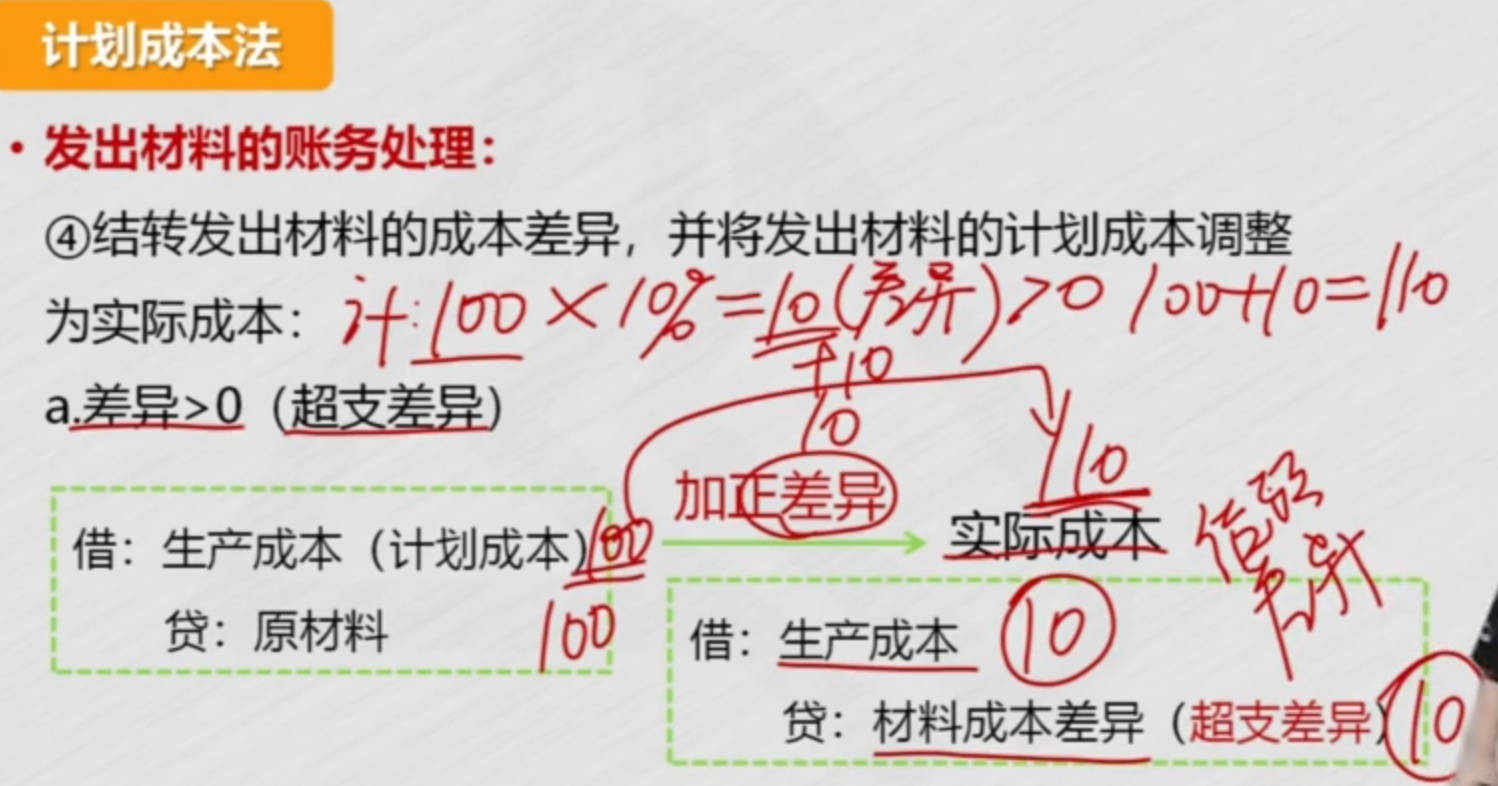 计划成本法
• 发出材料的账务处理：
④结转发出材料的成本差异，并将发出材料的计划成本调整
为实际成本：
计:100×10%=10(差异)>0 100+10=110
+10
a.差异>0（超支差异）
10
110
加正差异
实际成本
借：生产成本（计划成本）100
贷：原材料 100
借：生产成本 10
贷：材料成本差异（超支差异）10